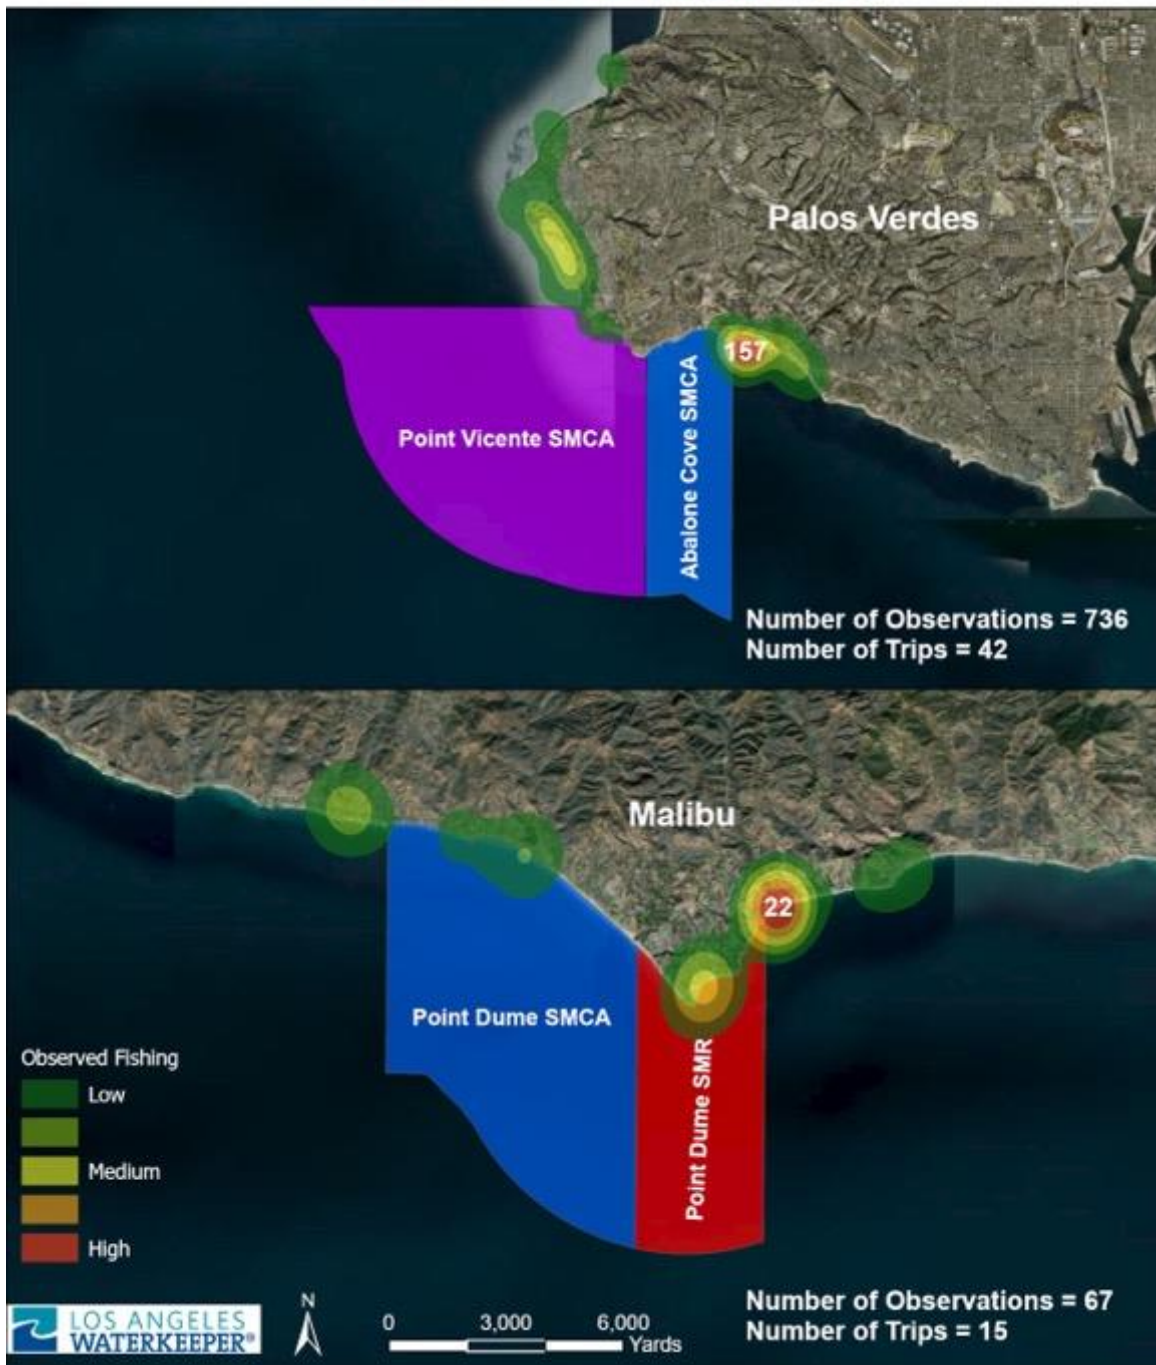 Palos Verdes
157
Point Vicente SMCA
Abalone Cove SMCA
Number of Observations = 736
Number of Trips = 42
Malibu
22
Point Dume SMCA
Point Dume SMR
Observed Fishing
Low
Medium
High
LOS ANGELES
WATERKEEPER®
N
0 3,000 6,000
Yards
Number of Observations = 67
Number of Trips = 15